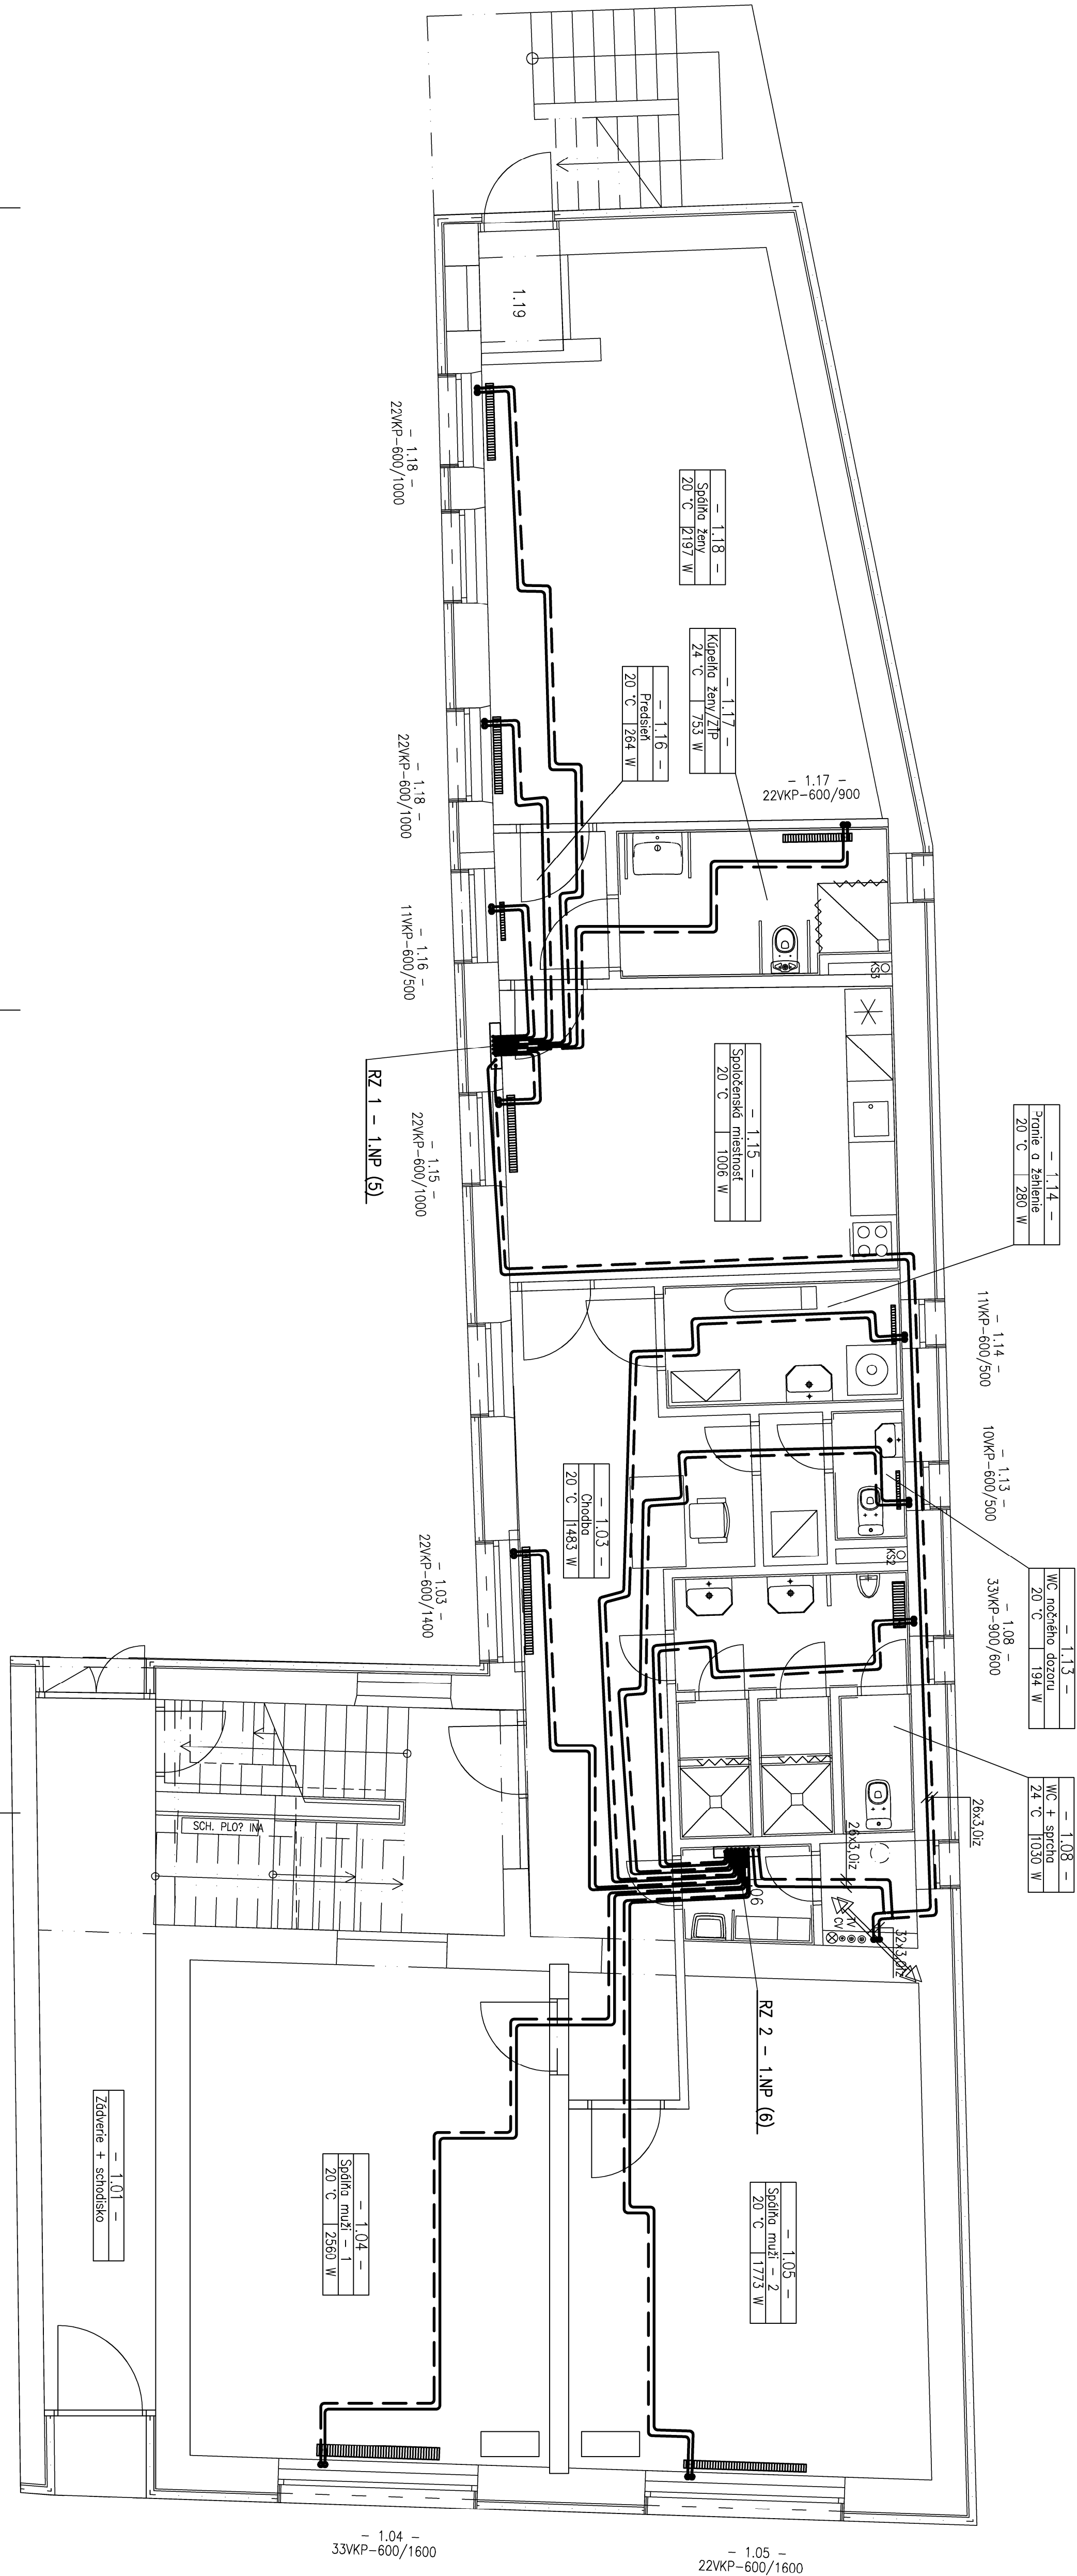 1.19
- 1.18 -
22VKP-600/1000
- 1.18 -
Spálňa ženy
20 °C 2197 W
- 1.17 -
Kúpeľňa ženy/ZŤP
24 °C 753 W
- 1.16 -
Predsieň
20 °C 264 W
- 1.17 -
22VKP-600/900
- 1.18 -
22VKP-600/1000
- 1.16 -
11VKP-600/500
KS3
RZ 1 - 1.NP (5)
- 1.15 -
22VKP-600/1000
- 1.15 -
Spoločenská miestnosť
20 °C 1006 W
- 1.14 -
Pranie a žehlenie
20 °C 280 W
- 1.14 -
11VKP-600/500
- 1.13 -
10VKP-600/500
- 1.13 -
WC nočného dozoru
20 °C 194 W
KS2
- 1.03 -
Chodba
20 °C 1483 W
- 1.03 -
22VKP-600/1400
- 1.08 -
33VKP-900/600
- 1.08 -
WC + sprcha
24 °C 1030 W
26x3,0iz
26x3,0iz
32x3,0iz
CV
TV
06
SCH. PLO? INA
RZ 2 - 1.NP (6)
- 1.01 -
Zádverie + schodisko
- 1.04 -
Spálňa muži - 1
20 °C 2560 W
- 1.05 -
Spálňa muži - 2
20 °C 1773 W
- 1.04 -
33VKP-600/1600
- 1.05 -
22VKP-600/1600